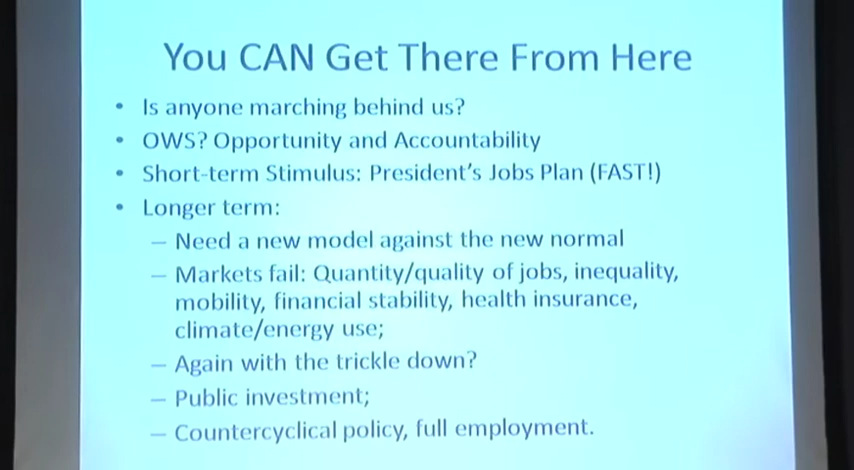 You CAN Get There From Here
• Is anyone marching behind us?
• OWS? Opportunity and Accountability
• Short-term Stimulus: President's Jobs Plan (FAST!)
• Longer term:
– Need a new model against the new normal
– Markets fail: Quantity/quality of jobs, inequality,
mobility, financial stability, health insurance,
climate/energy use;
– Again with the trickle down?
– Public investment;
– Countercyclical policy, full employment.